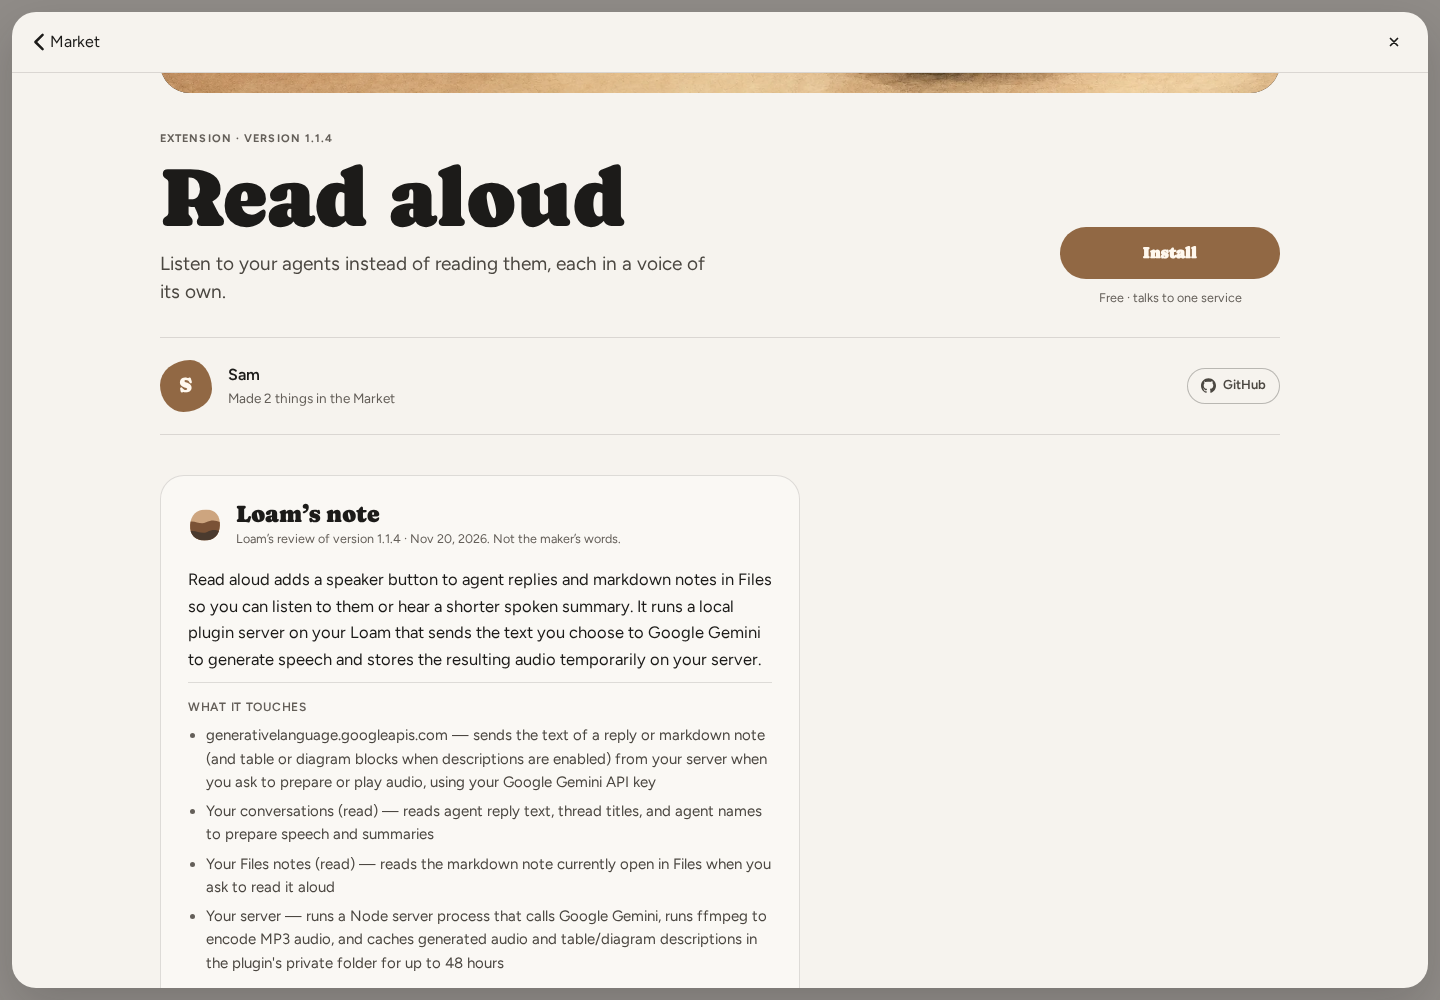 Market
×
EXTENSION · VERSION 1.1.4
Read aloud
Listen to your agents instead of reading them, each in a voice of
its own.
Install
Free · talks to one service
S
Sam
Made 2 things in the Market
GitHub
Loam’s note
Loam’s review of version 1.1.4 · Nov 20, 2026. Not the maker’s words.
Read aloud adds a speaker button to agent replies and markdown notes in Files
so you can listen to them or hear a shorter spoken summary. It runs a local
plugin server on your Loam that sends the text you choose to Google Gemini
to generate speech and stores the resulting audio temporarily on your server.
WHAT IT TOUCHES
• generativelanguage.googleapis.com — sends the text of a reply or markdown note
(and table or diagram blocks when descriptions are enabled) from your server when
you ask to prepare or play audio, using your Google Gemini API key
• Your conversations (read) — reads agent reply text, thread titles, and agent names
to prepare speech and summaries
• Your Files notes (read) — reads the markdown note currently open in Files when you
ask to read it aloud
• Your server — runs a Node server process that calls Google Gemini, runs ffmpeg to
encode MP3 audio, and caches generated audio and table/diagram descriptions in
the plugin's private folder for up to 48 hours